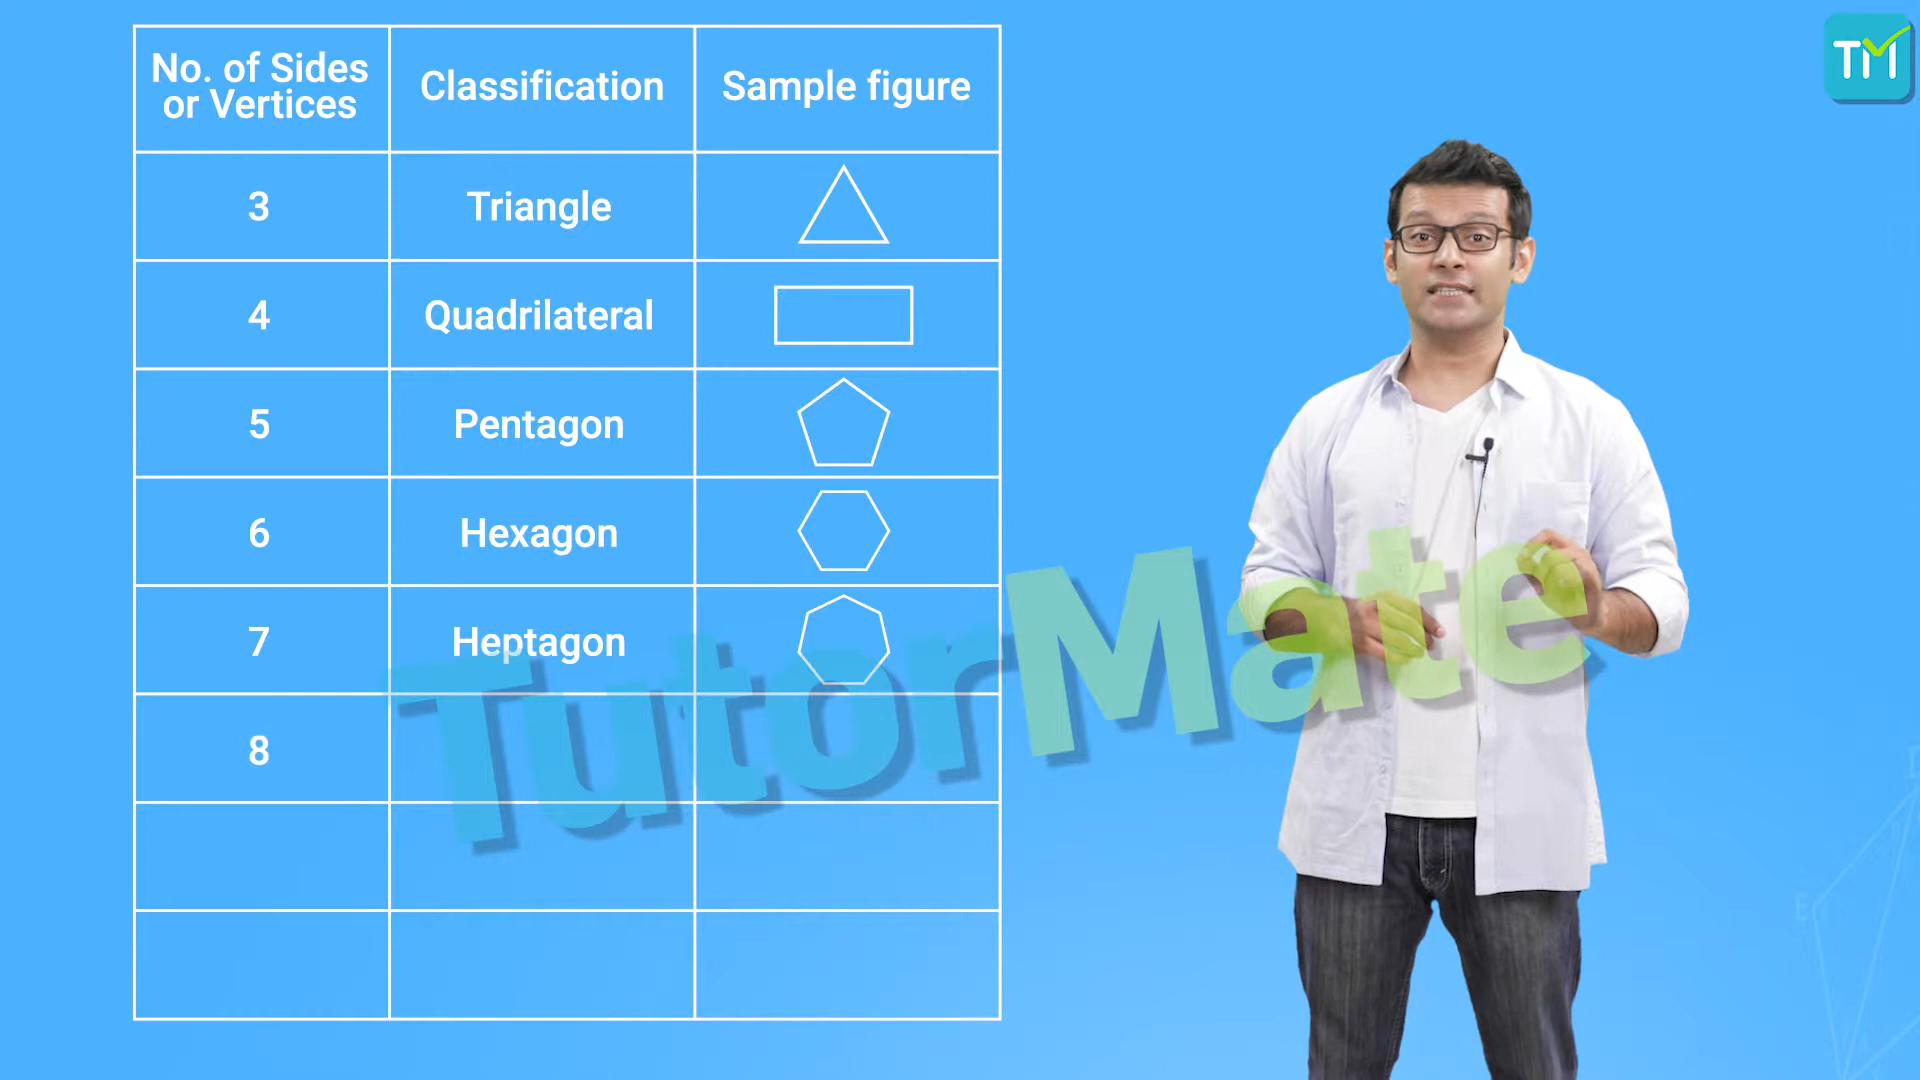 No. of Sides
or Vertices
Classification
Sample figure
3
Triangle
4
Quadrilateral
5
Pentagon
6
Hexagon
7
Heptagon
8
TutorMate
TM
E